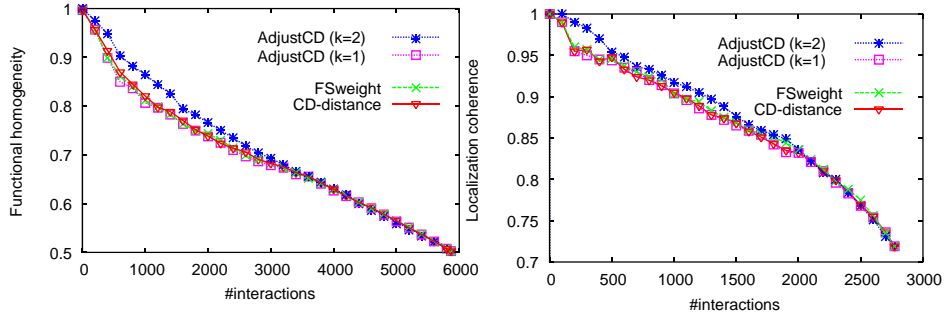 Functional homogeneity
1
0.9
0.8
0.7
0.6
0.5
0
1000
2000
3000
4000
5000
6000
#interactions
AdjustCD (k=2)
AdjustCD (k=1)
FSweight
CD-distance
Localization coherence
1
0.95
0.9
0.85
0.8
0.75
0.7
0
500
1000
1500
2000
2500
3000
#interactions
AdjustCD (k=2)
AdjustCD (k=1)
FSweight
CD-distance